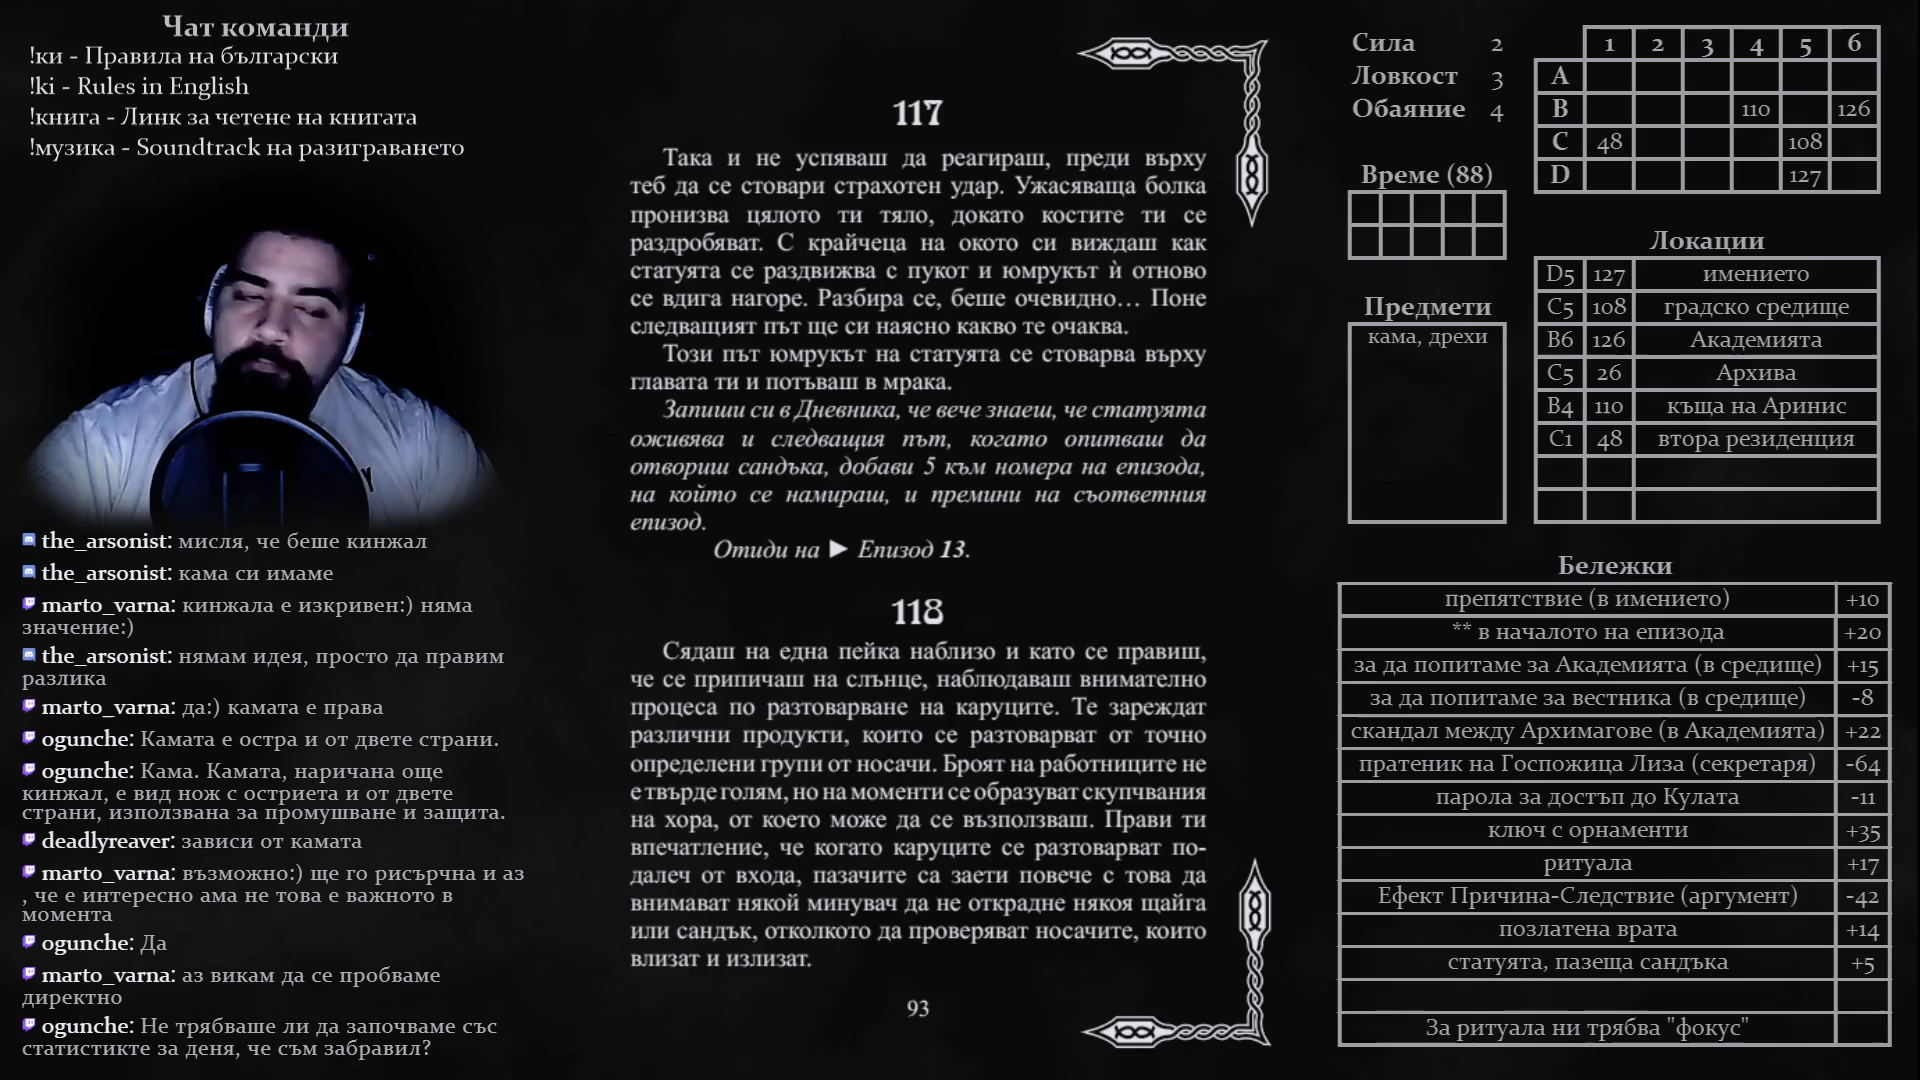 Чат команди
!ки - Правила на български
!ki - Rules in English
!книга - Линк за четене на книгата
!музика - Soundtrack на разиграването
the_arsonist: мисля, че беше кинжал
the_arsonist: кама си имаме
marto_varna: кинжала е изкривен:) няма
значение:)
the_arsonist: нямам идея, просто да правим
разлика
marto_varna: да:) камата е права
ogunche: Камата е остра и от двете страни.
ogunche: Кама. Камата, наричана още
кинжал, е вид нож с остриета и от двете
страни, използвана за промушване и защита.
deadlyreaver: зависи от камата
marto_varna: възможно:) ще го рисърчна и аз
, че е интересно ама не това е важното в
момента
ogunche: Да
marto_varna: аз викам да се пробваме
директно
ogunche: Не трябваше ли да започваме със
статистикте за деня, че съм забравил?
117
Така и не успяваш да реагираш, преди върху
теб да се стовари страхотен удар. Ужасяваща болка
пронизва цялото ти тяло, докато костите ти се
раздробяват. С крайчеца на окото си виждаш как
статуята се раздвижва с пукот и юмрукът ѝ отново
се вдига нагоре. Разбира се, беше очевидно… Поне
следващият път ще си наясно какво те очаква.
Този път юмрукът на статуята се стоварва върху
главата ти и потъваш в мрака.
Запиши си в Дневника, че вече знаеш, че статуята
оживява и следващия път, когато опитваш да
отвориш сандъка, добави 5 към номера на епизода,
на който се намираш, и премини на съответния
епизод.
Отиди на ► Епизод 13.
118
Сядаш на една пейка наблизо и като се правиш,
че се припичаш на слънце, наблюдаваш внимателно
процеса по разтоварване на каруците. Те зареждат
различни продукти, които се разтоварват от точно
определени групи от носачи. Броят на работниците не
е твърде голям, но на моменти се образуват скупчвания
на хора, от което може да се възползваш. Прави ти
впечатление, че когато каруците се разтоварват по-
далеч от входа, пазачите са заети повече с това да
внимават някой минувач да не открадне някоя щайга
или сандък, отколкото да проверяват носачите, които
влизат и излизат.
93
Сила 2
Ловкост 3
Обаяние 4
Време (88)
Предмети
кама, дрехи
1 2 3 4 5 6
A
B 110 126
C 48 108
D 127
Локации
D5 127 имението
C5 108 градско средище
B6 126 Академията
C5 26 Архива
B4 110 къща на Аринис
C1 48 втора резиденция
Бележки
препятствие (в имението) +10
** в началото на епизода +20
за да попитаме за Академията (в средище) +15
за да попитаме за вестника (в средище) -8
скандал между Архимагове (в Академията) +22
пратеник на Госпожица Лиза (секретаря) -64
парола за достъп до Кулата -11
ключ с орнаменти +35
ритуала +17
Ефект Причина-Следствие (аргумент) -42
позлатена врата +14
статуята, пазеща сандъка +5
За ритуала ни трябва "фокус"